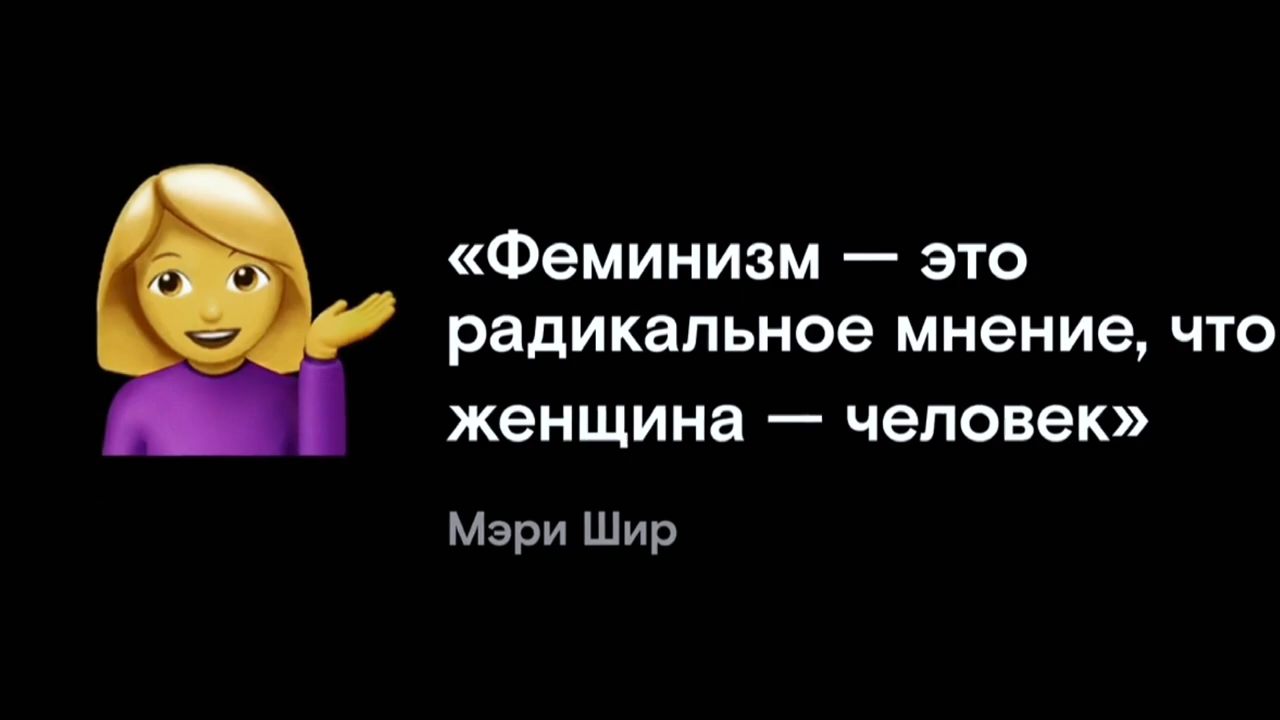 «Феминизм — это
радикальное мнение, что
женщина — человек»
Мэри Шир